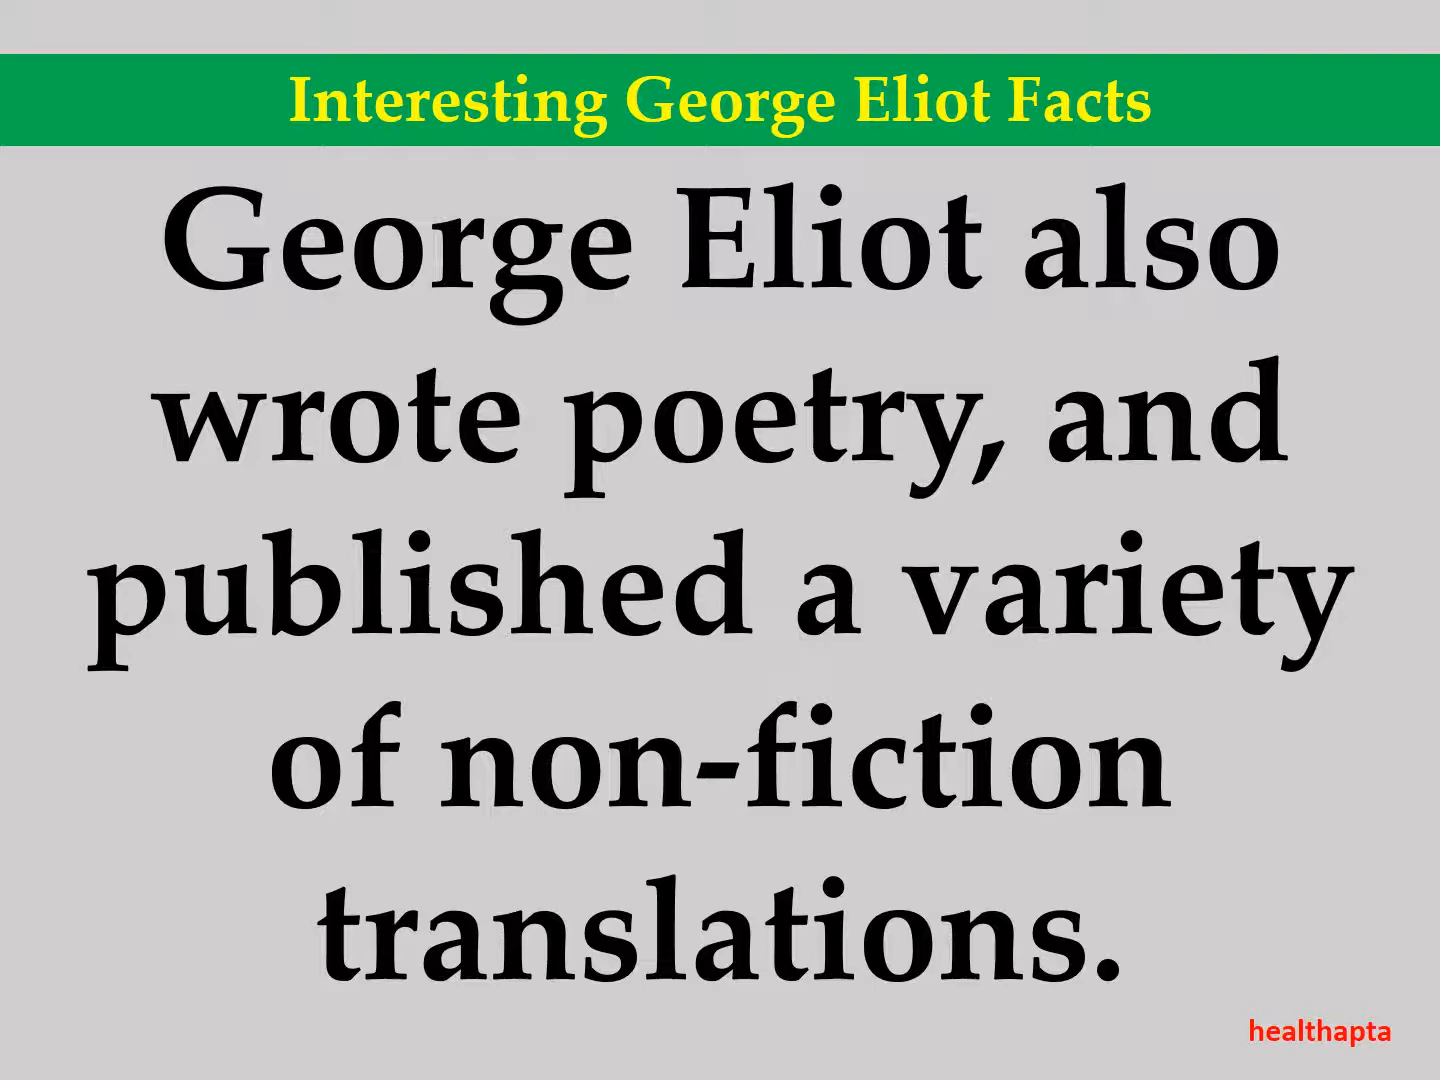 Interesting George Eliot Facts
George Eliot also
wrote poetry, and
published a variety
of non-fiction
translations.
healthapta